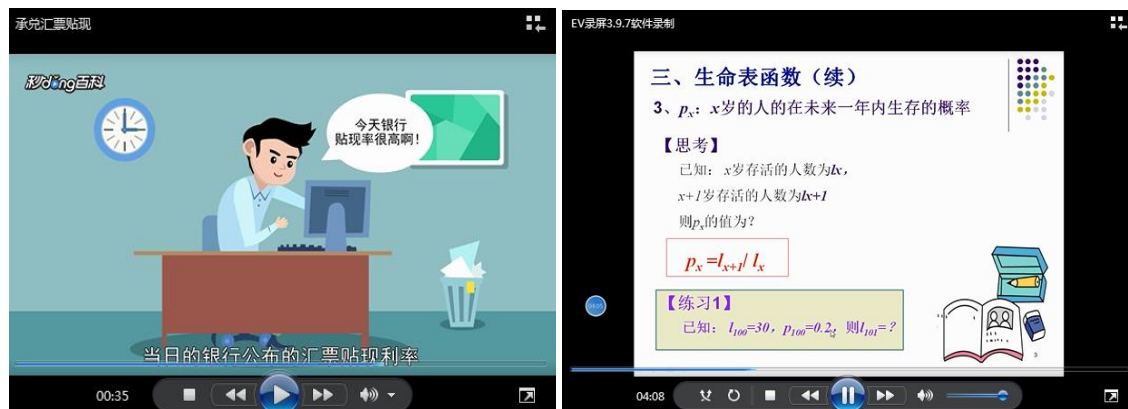 承兑汇票贴现
秒dǒng百科
今天银行
贴现率很高啊!
当日的银行公布的汇票贴现利率
00:35
EV录屏3.9.7软件录制
三、生命表函数（续）
3、pₓ：x岁的人的在未来一年内生存的概率
【思考】
已知： x岁存活的人数为lx，
x+1岁存活的人数为lx+1
则pₓ的值为?
pₓ =lₓ₊₁/ lₓ
【练习1】
已知： l₁₀₀=30，p₁₀₀=0.2，则l₁₀₁=？
3
04:08